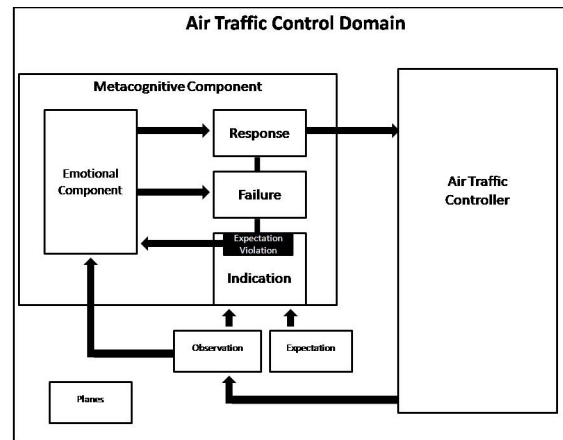 Air Traffic Control Domain
Metacognitive Component
Response
Emotional
Component
Failure
Air Traffic
Controller
Expectation
Violation
Indication
Observation
Expectation
Planes